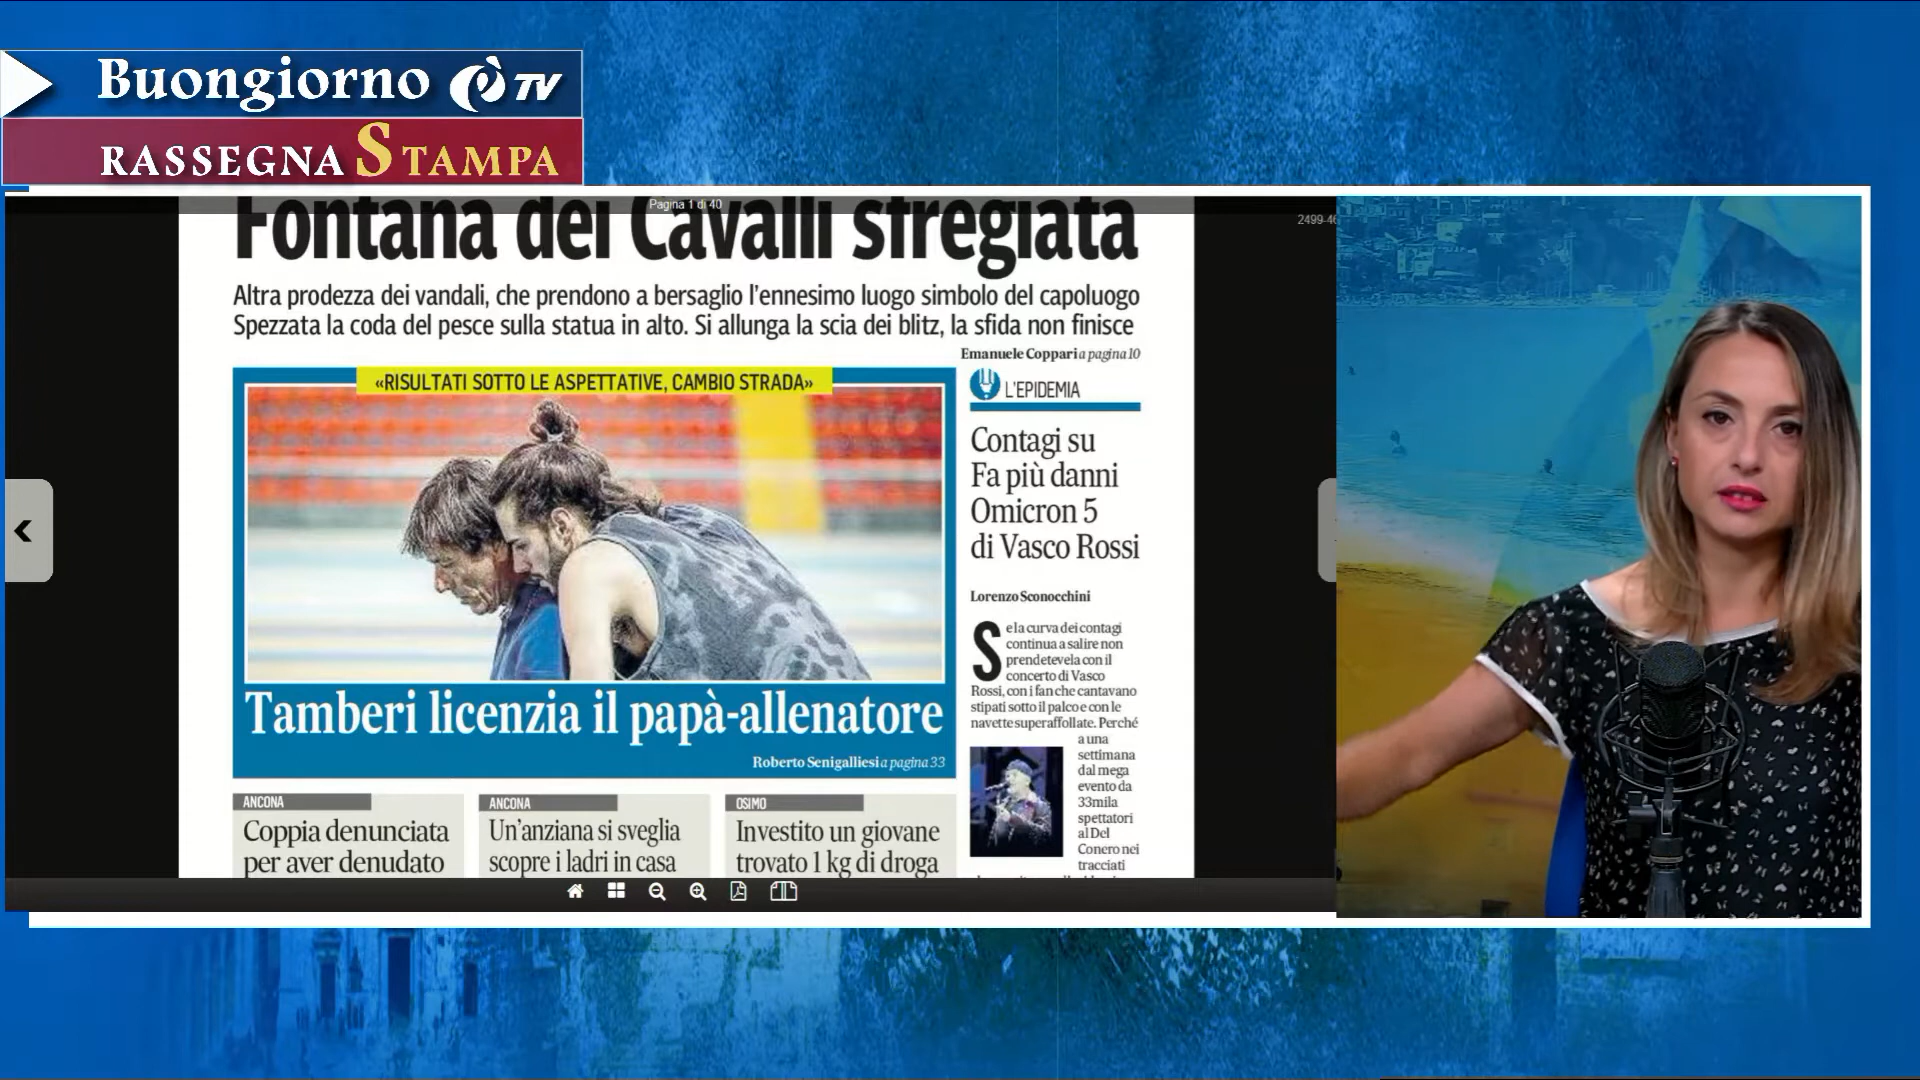 Buongiorno è TV
RASSEGNA STAMPA
Pagina 1 di 40
Fontana dei Cavalli sfregiata
Altra prodezza dei vandali, che prendono a bersaglio l'ennesimo luogo simbolo del capoluogo
Spezzata la coda del pesce sulla statua in alto. Si allunga la scia dei blitz, la sfida non finisce
Emanuele Coppari a pagina 10
«RISULTATI SOTTO LE ASPETTATIVE, CAMBIO STRADA»
Tamberi licenzia il papà-allenatore
Roberto Senigalliesi a pagina 33
L'EPIDEMIA
Contagi su
Fa più danni
Omicron 5
di Vasco Rossi
Lorenzo Sconocchini
Se la curva dei contagi
continua a salire non
prendetevela con il
concerto di Vasco
Rossi, con i fan che cantavano
stipati sotto il palco e con le
navette superaffollate. Perché
a una
settimana
dal mega
evento da
33mila
spettatori
al Del
Conero nei
tracciati
ANCONA
Coppia denunciata
per aver denudato
ANCONA
Un'anziana si sveglia
scopre i ladri in casa
OSIMO
Investito un giovane
trovato 1 kg di droga